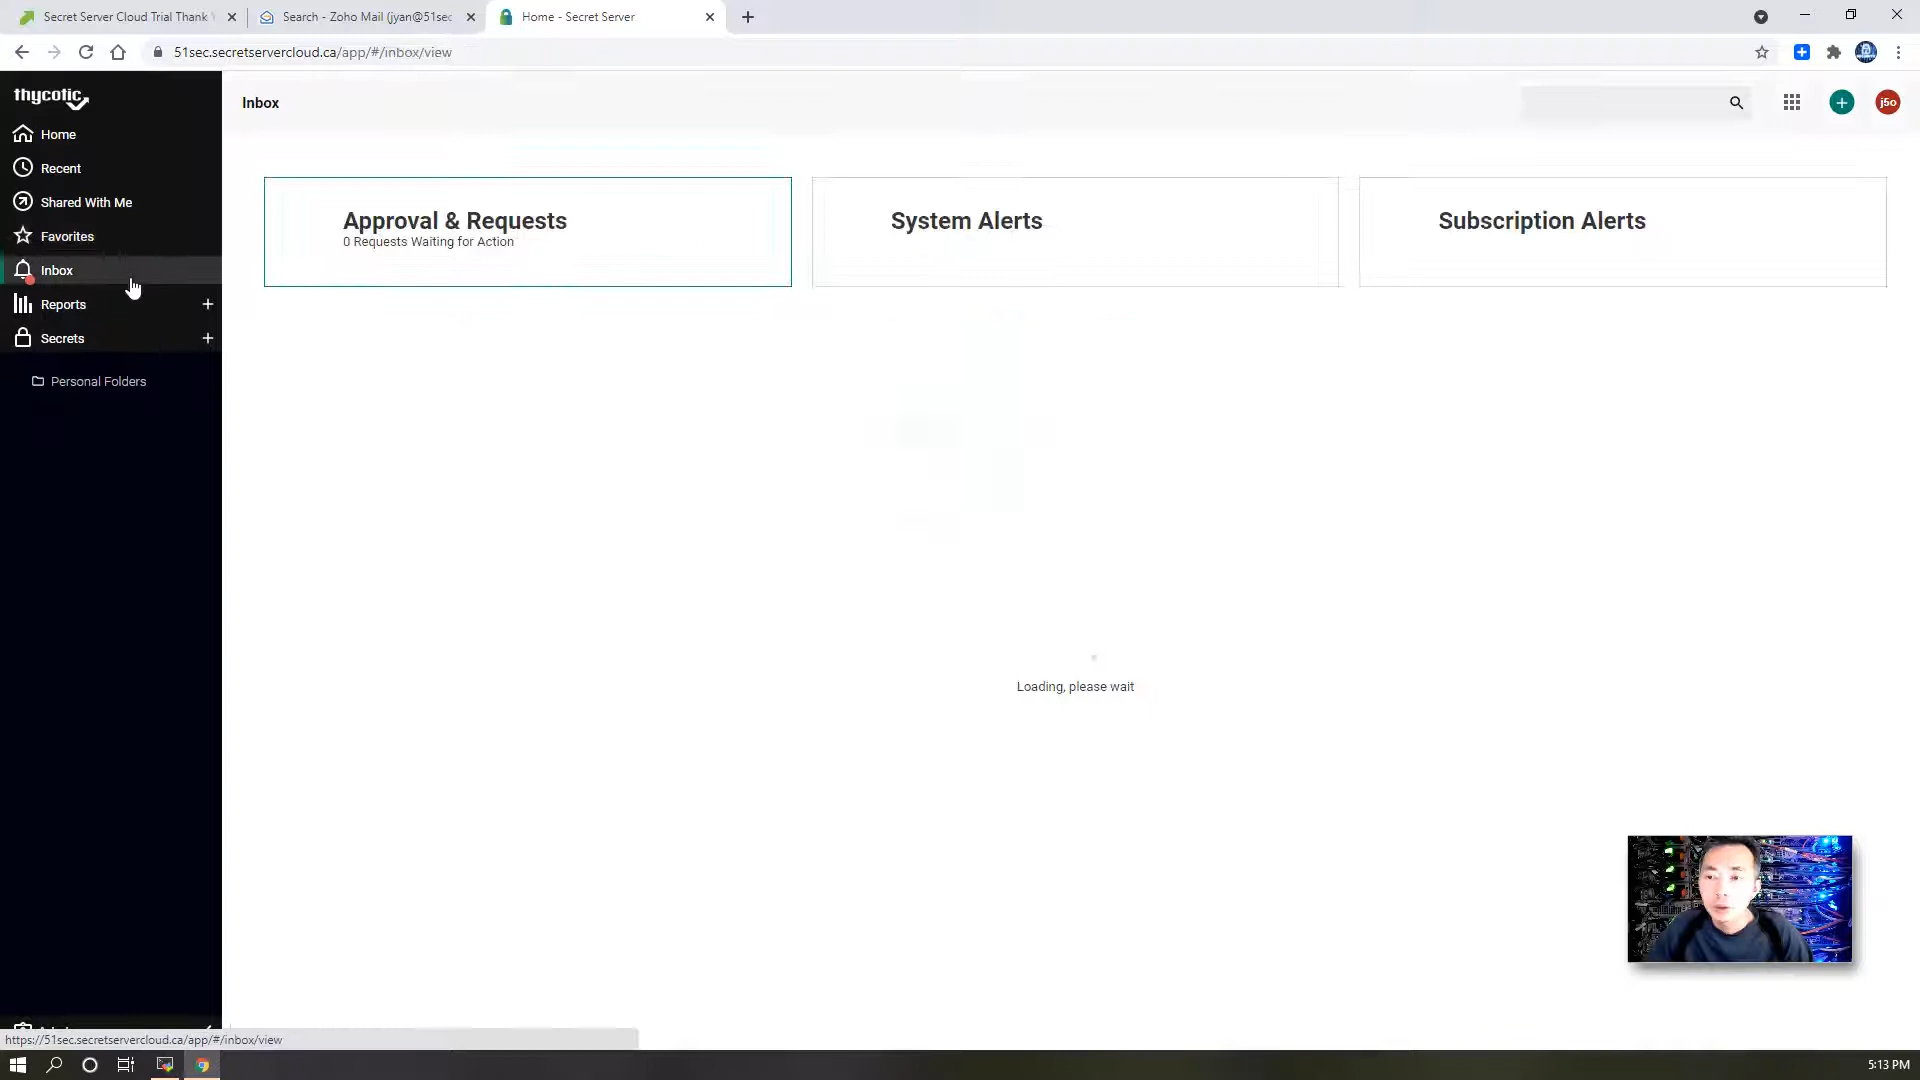 Secret Server Cloud Trial Thank
Search - Zoho Mail (jyan@51sec
Home - Secret Server
51sec.secretservercloud.ca/app/#/inbox/view
thycotic
Inbox
j5o
Home
Recent
Shared With Me
Favorites
Inbox
Reports
Secrets
Personal Folders
Approval & Requests
0 Requests Waiting for Action
System Alerts
Subscription Alerts
Loading, please wait
https://51sec.secretservercloud.ca/app/#/inbox/view
5:13 PM